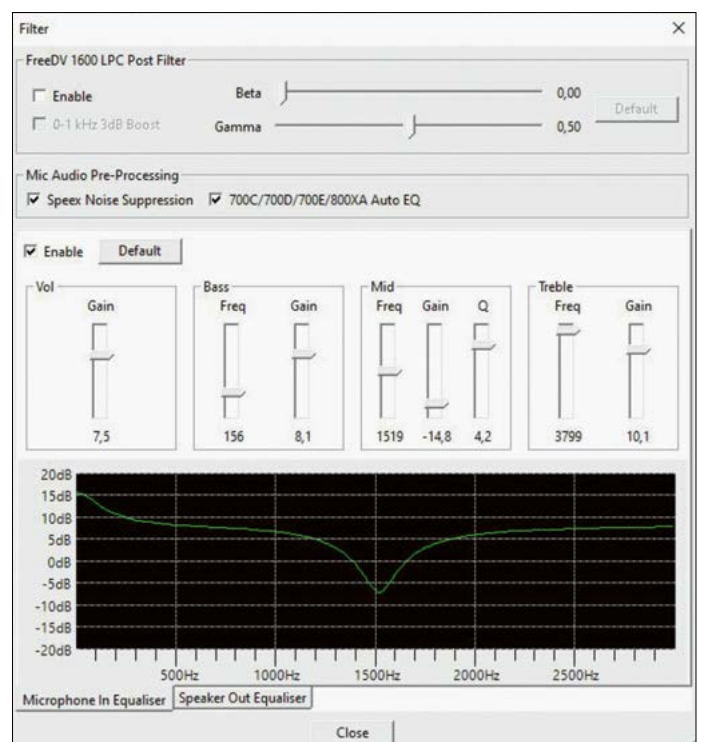 Filter
FreeDV 1600 LPC Post Filter
Enable Beta 0,00 Default
0-1 kHz 3dB Boost Gamma 0,50
Mic Audio Pre-Processing
Speex Noise Suppression 700C/700D/700E/800XA Auto EQ
Enable Default
Vol Bass Mid Treble
Gain Freq Gain Freq Gain Q Freq Gain
7,5 156 8,1 1519 -14,8 4,2 3799 10,1
20dB
15dB
10dB
5dB
0dB
-5dB
-10dB
-15dB
-20dB
500Hz 1000Hz 1500Hz 2000Hz 2500Hz
Microphone In Equaliser Speaker Out Equaliser
Close